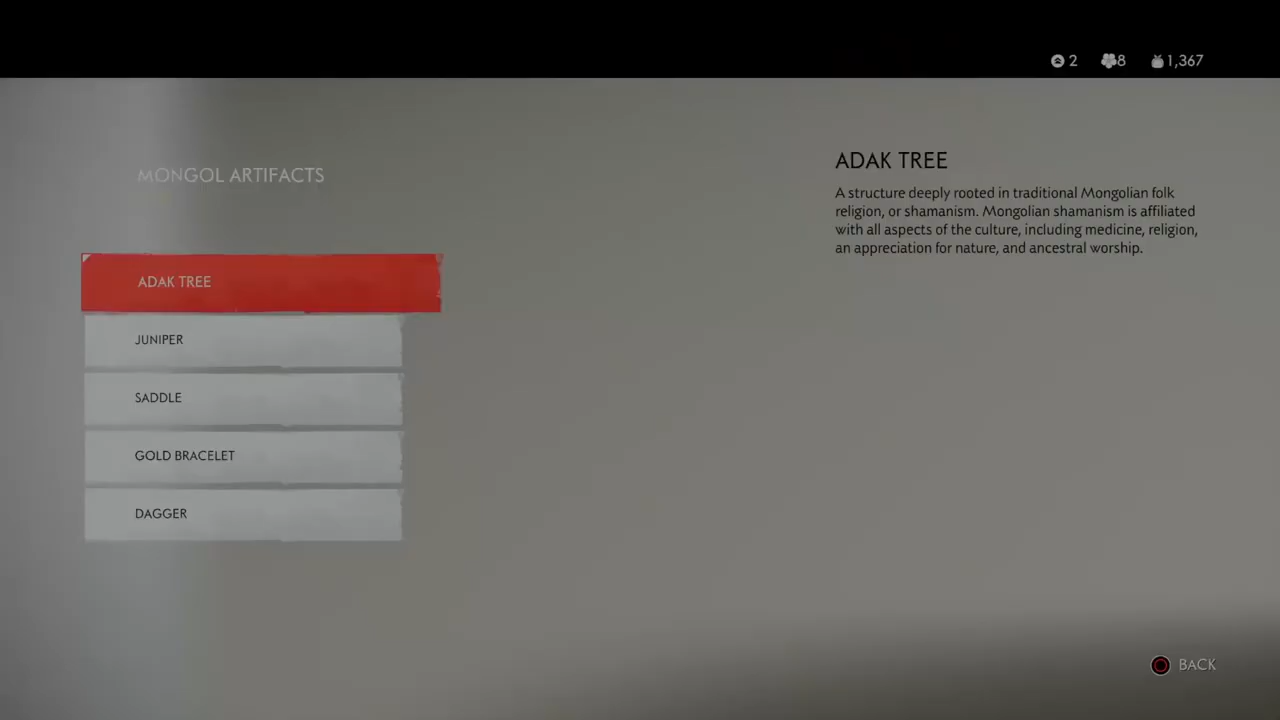 2 8 1,367
MONGOL ARTIFACTS
ADAK TREE
JUNIPER
SADDLE
GOLD BRACELET
DAGGER
ADAK TREE
A structure deeply rooted in traditional Mongolian folk
religion, or shamanism. Mongolian shamanism is affiliated
with all aspects of the culture, including medicine, religion,
an appreciation for nature, and ancestral worship.
BACK